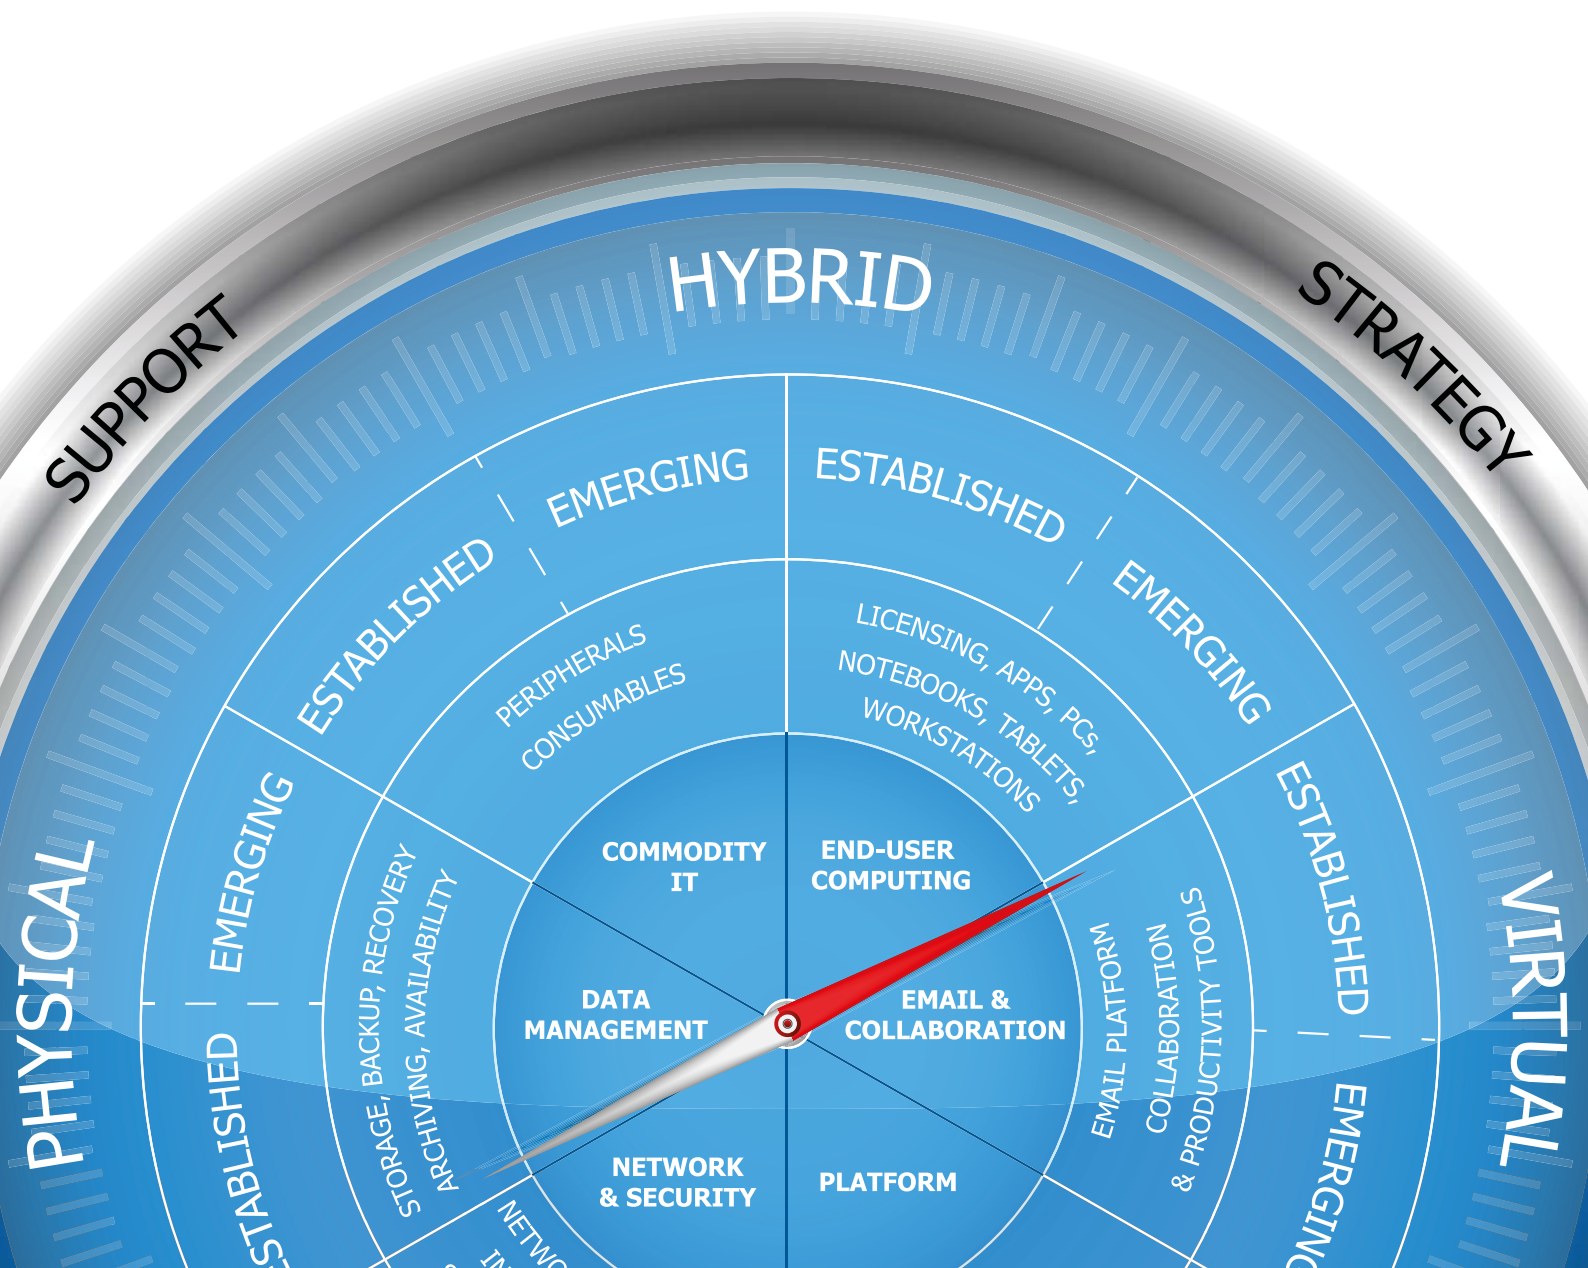 SUPPORT
STRATEGY
HYBRID
PHYSICAL
VIRTUAL
ESTABLISHED
EMERGING
ESTABLISHED
EMERGING
EMERGING
ESTABLISHED
ESTABLISHED
EMERGING
PERIPHERALS
CONSUMABLES
LICENSING, APPS, PCs,
NOTEBOOKS, TABLETS,
WORKSTATIONS
STORAGE, BACKUP, RECOVERY
ARCHIVING, AVAILABILITY
EMAIL PLATFORM
COLLABORATION
& PRODUCTIVITY TOOLS
COMMODITY
IT
END-USER
COMPUTING
DATA
MANAGEMENT
EMAIL &
COLLABORATION
NETWORK
& SECURITY
PLATFORM